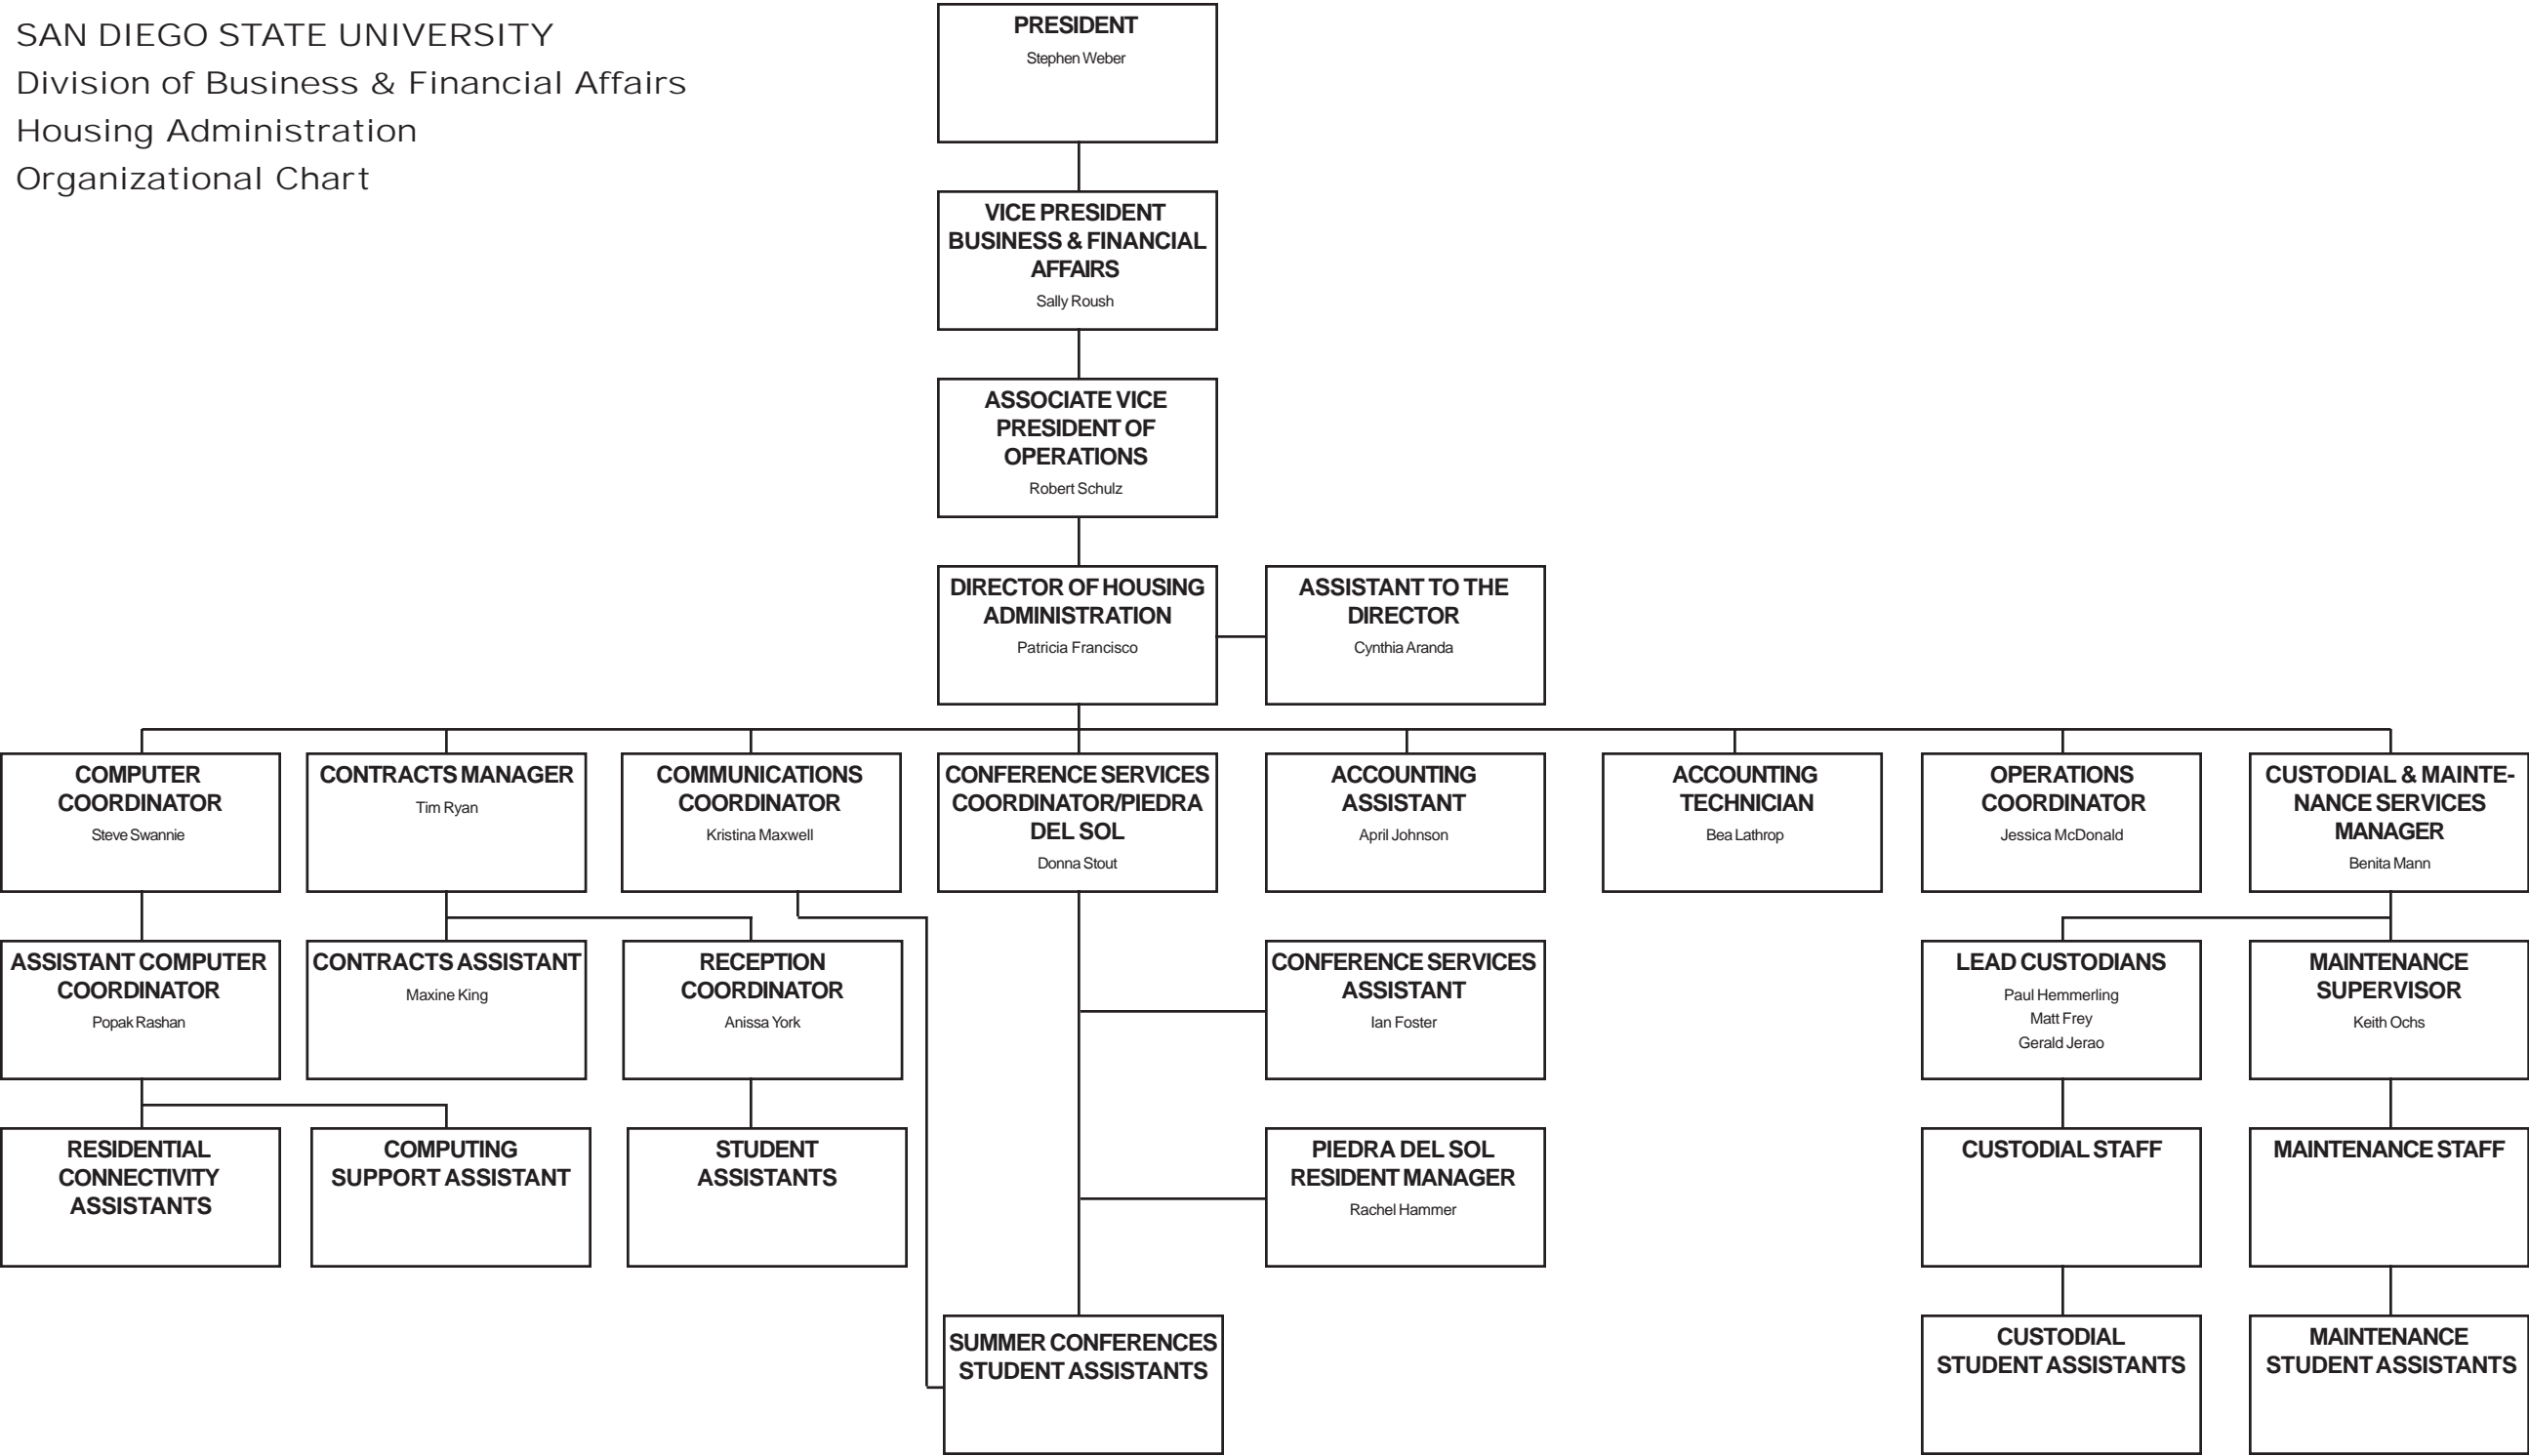 SAN DIEGO STATE UNIVERSITY
Division of Business & Financial Affairs
Housing Administration
Organizational Chart
PRESIDENT
Stephen Weber
VICE PRESIDENT
BUSINESS & FINANCIAL
AFFAIRS
Sally Roush
ASSOCIATE VICE
PRESIDENT OF
OPERATIONS
Robert Schulz
DIRECTOR OF HOUSING
ADMINISTRATION
Patricia Francisco
ASSISTANT TO THE
DIRECTOR
Cynthia Aranda
COMPUTER
COORDINATOR
Steve Swannie
CONTRACTS MANAGER
Tim Ryan
COMMUNICATIONS
COORDINATOR
Kristina Maxwell
CONFERENCE SERVICES
COORDINATOR/PIEDRA
DEL SOL
Donna Stout
ACCOUNTING
ASSISTANT
April Johnson
ACCOUNTING
TECHNICIAN
Bea Lathrop
OPERATIONS
COORDINATOR
Jessica McDonald
CUSTODIAL & MAINTE-
NANCE SERVICES
MANAGER
Benita Mann
ASSISTANT COMPUTER
COORDINATOR
Popak Rashan
CONTRACTS ASSISTANT
Maxine King
RECEPTION
COORDINATOR
Anissa York
CONFERENCE SERVICES
ASSISTANT
Ian Foster
LEAD CUSTODIANS
Paul Hemmerling
Matt Frey
Gerald Jerao
MAINTENANCE
SUPERVISOR
Keith Ochs
RESIDENTIAL
CONNECTIVITY
ASSISTANTS
COMPUTING
SUPPORT ASSISTANT
STUDENT
ASSISTANTS
PIEDRA DEL SOL
RESIDENT MANAGER
Rachel Hammer
CUSTODIAL STAFF
MAINTENANCE STAFF
SUMMER CONFERENCES
STUDENT ASSISTANTS
CUSTODIAL
STUDENT ASSISTANTS
MAINTENANCE
STUDENT ASSISTANTS